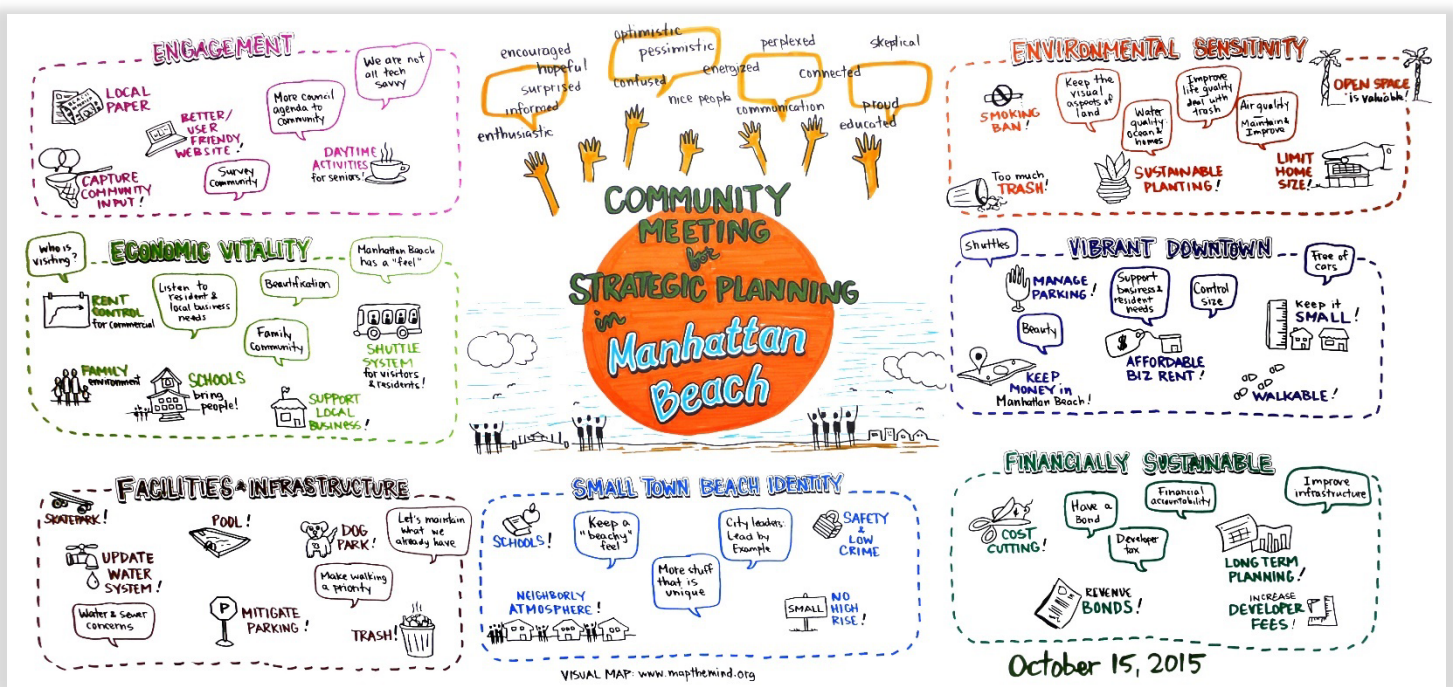 ENGAGEMENT
LOCAL
PAPER
BETTER/
USER
FRIENDLY
WEBSITE!
More council
agenda to
community
We are not
all tech
savvy
CAPTURE
COMMUNITY
INPUT!
Survey
community
DAYTIME
ACTIVITIES
for seniors!
encouraged
hopeful
surprised
informed
enthusiastic
optimistic
pessimistic
confused
energized
nice people
perplexed
connected
communication
skeptical
proud
educated
COMMUNITY
MEETING
for
STRATEGIC PLANNING
in
Manhattan
Beach
ENVIRONMENTAL SENSITIVITY
SMOKING
BAN!
Keep the
visual
aspects of
land
Water
quality:
ocean &
homes
Improve
life quality
deal with
trash
Air quality
Maintain &
Improve
OPEN SPACE
is valuable!
Too much
TRASH!
SUSTAINABLE
PLANTING!
LIMIT
HOME
SIZE!
ECONOMIC VITALITY
Who is
visiting?
RENT
CONTROL
for commercial
Listen to
resident &
local business
needs
Beautification
Manhattan Beach
has a "feel"
Family
Community
SHUTTLE
SYSTEM
for visitors
& residents!
FAMILY
environment
SCHOOLS
bring
people!
SUPPORT
LOCAL
BUSINESS!
VIBRANT DOWNTOWN
Shuttles
MANAGE
PARKING!
Support
business &
resident
needs
Control
size
Free of
cars
KEEP it
SMALL!
Beauty
KEEP
MONEY in
Manhattan Beach!
$
AFFORDABLE
BIZ RENT!
WALKABLE!
FACILITIES & INFRASTRUCTURE
SKATEPARK!
POOL!
DOG
PARK!
Let's maintain
what we
already have
UPDATE
WATER
SYSTEM!
Make walking
a priority
Water & sewer
concerns
P
MITIGATE
PARKING!
TRASH!
SMALL TOWN BEACH IDENTITY
SCHOOLS!
Keep a
"beachy"
feel
City leaders:
Lead by
Example
SAFETY
&
LOW
CRIME
More stuff
that is
unique
NEIGHBORLY
ATMOSPHERE!
SMALL
NO
HIGH
RISE!
FINANCIALLY SUSTAINABLE
COST
CUTTING!
Have a
Bond
Financial
accountability
Improve
infrastructure
Developer
tax
LONG TERM
PLANNING!
REVENUE
BONDS!
INCREASE
DEVELOPER
FEES!
VISUAL MAP: www.mapthemind.org
October 15, 2015